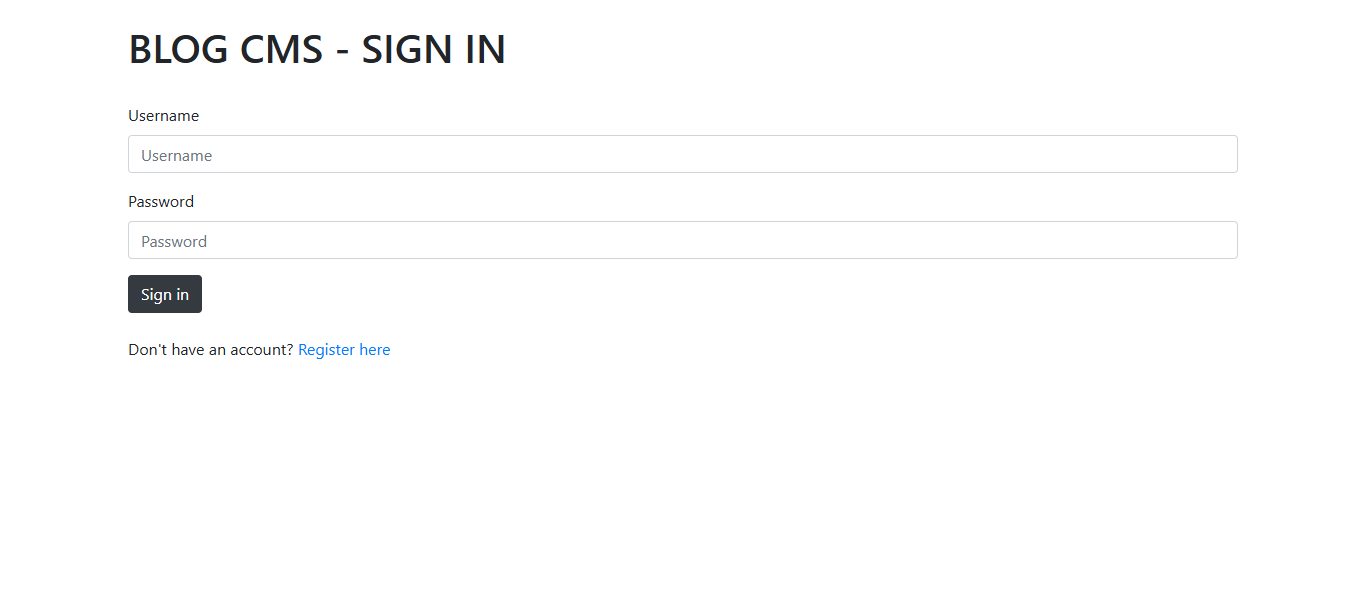 BLOG CMS - SIGN IN
Username
Username
Password
Password
Sign in
Don't have an account? Register here